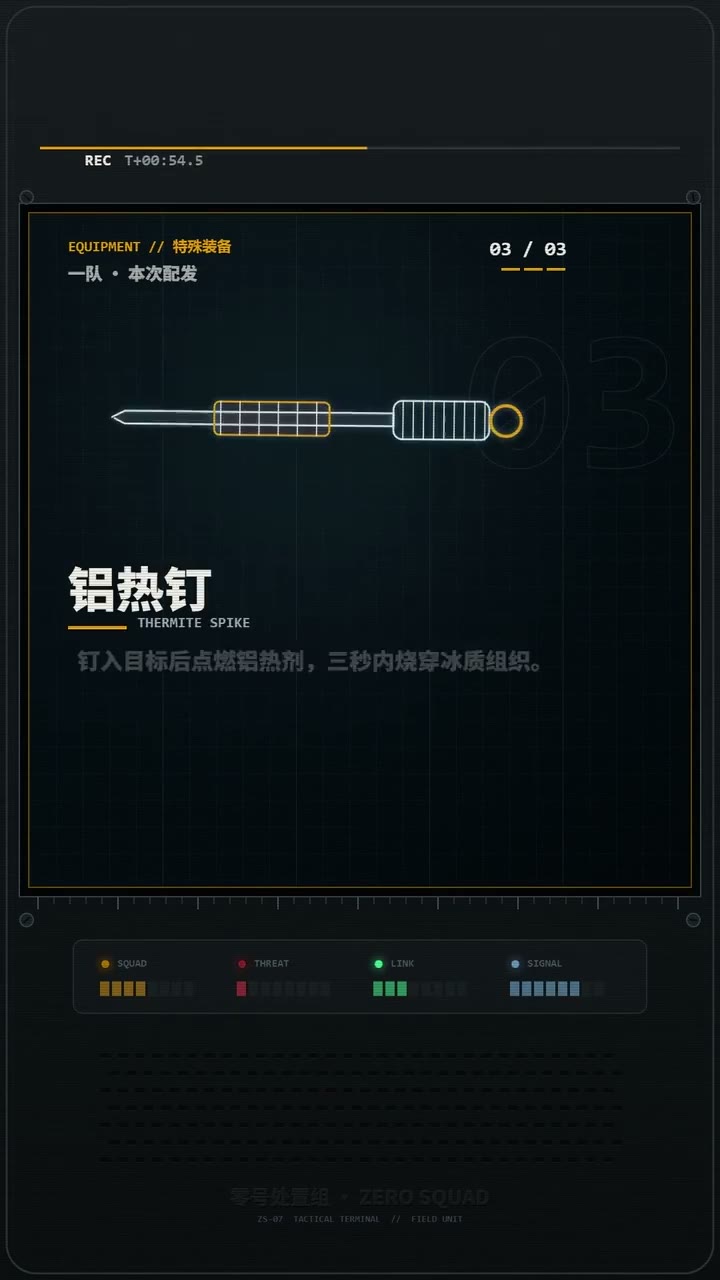 REC T+00:54.5
EQUIPMENT // 特殊装备
03 / 03
一队 • 本次配发
03
铝热钉
THERMITE SPIKE
钉入目标后点燃铝热剂，三秒内烧穿冰质组织。
SQUAD THREAT LINK SIGNAL
零号处置组 • ZERO SQUAD
ZS-07 TACTICAL TERMINAL // FIELD UNIT